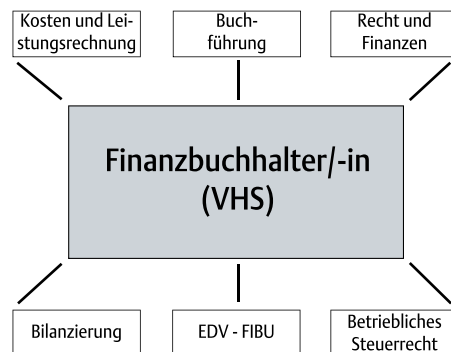 Kosten und Lei-
stungsrechnung
Buch-
führung
Recht und
Finanzen
Finanzbuchhalter/-in
(VHS)
Bilanzierung
EDV - FIBU
Betriebliches
Steuerrecht